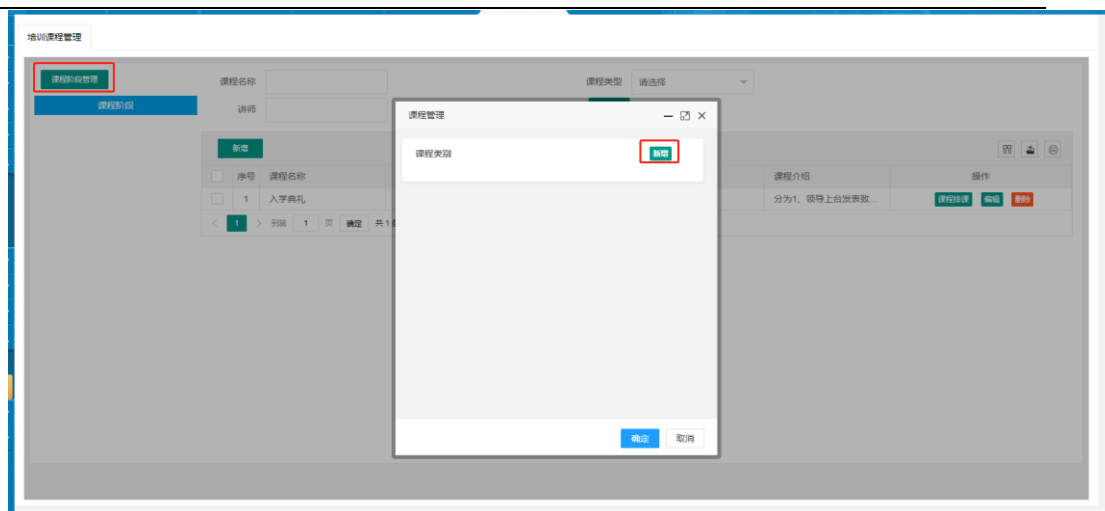 培训课程管理
课程阶段管理
课程名称
课程类型 请选择
课程阶段
讲师
课程管理
课程类别 新增
新增
序号 课程名称 课程介绍 操作
1 入学典礼 分为1、领导上台发表致... 课程排课 编辑 删除
1 到第 1 页 确定 共1
确定 取消